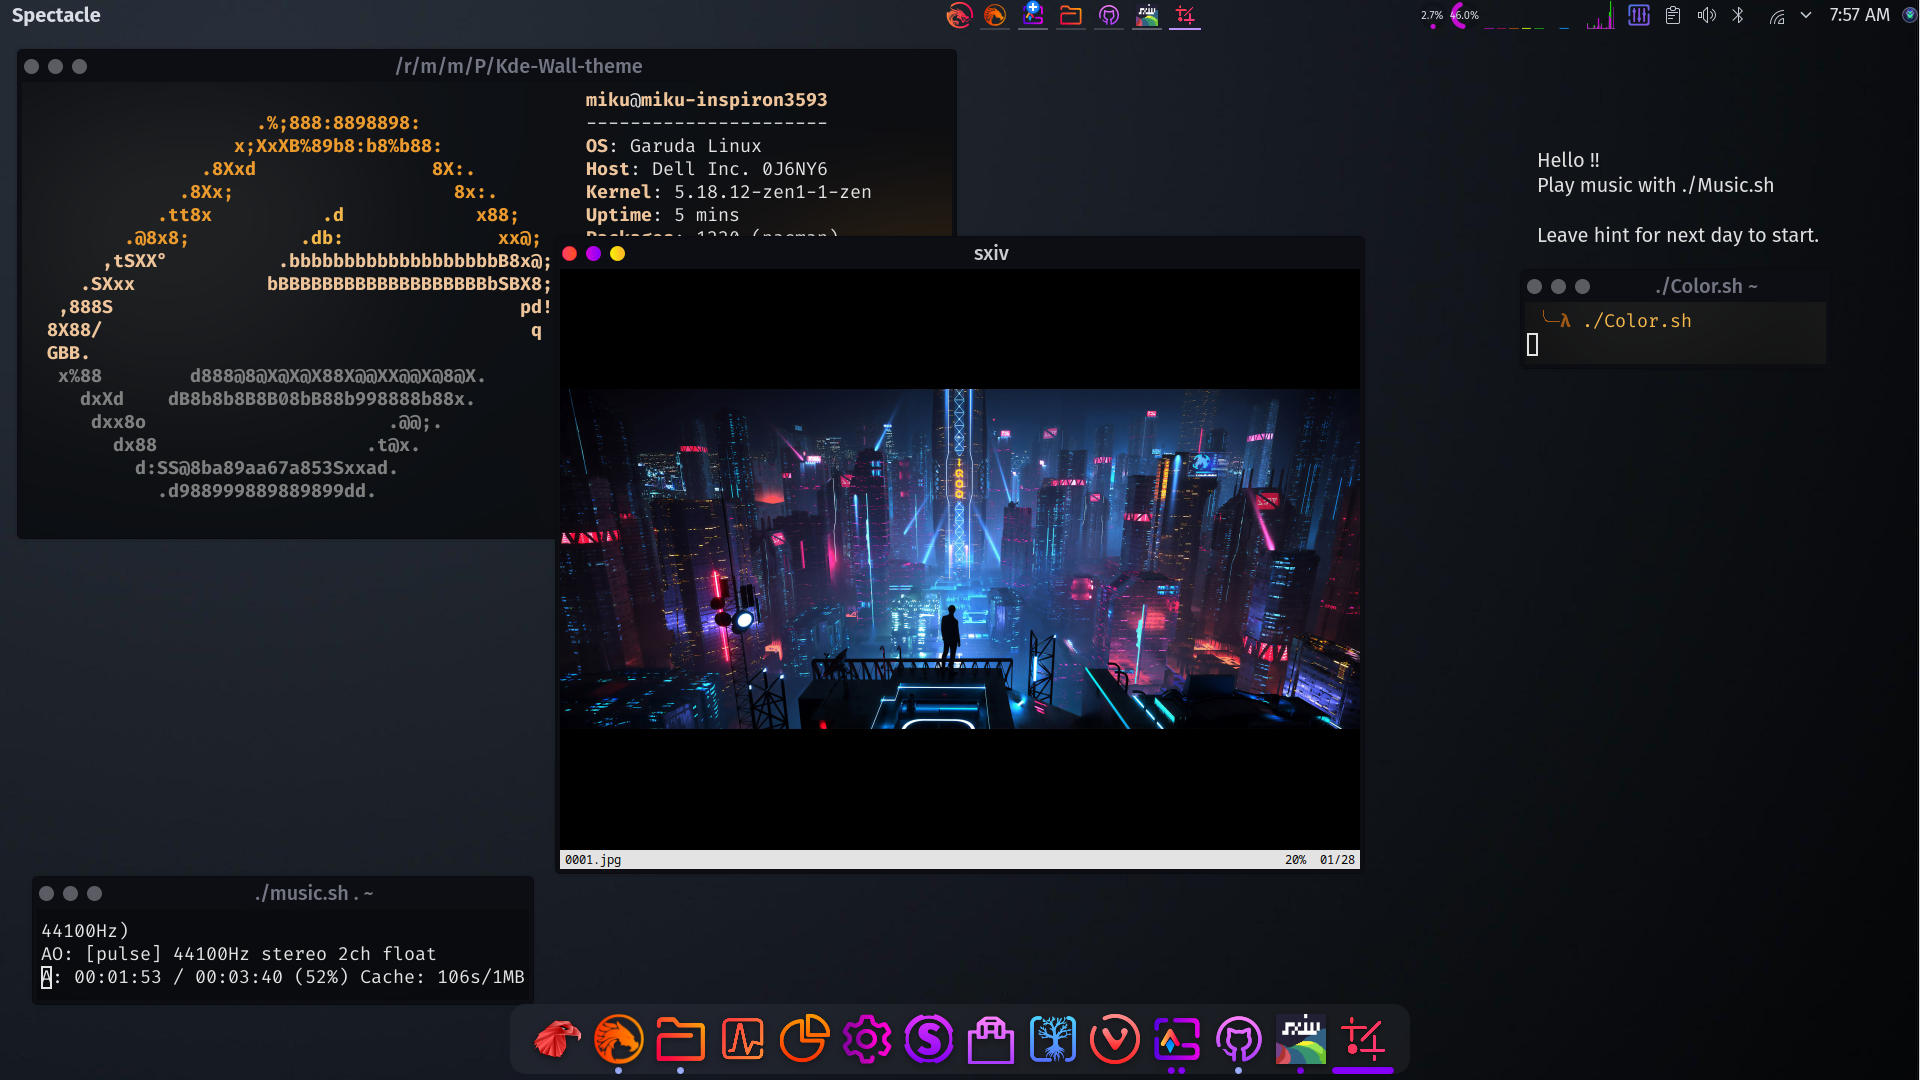 Spectacle
2.7%
46.0%
7:57 AM
/r/m/m/P/Kde-Wall-theme
.%;888:8898898:
x;XxXB%89b8:b8%b88:
.8Xxd 8X:.
.8Xx; 8x:.
.tt8x .d x88;
.@8x8; .db: xx@;
,tSXX° .bbbbbbbbbbbbbbbbbbbB8x@;
.SXxx bBBBBBBBBBBBBBBBBBBBbSBX8;
,888S pd!
8X88/ q
GBB.
x%88 d888@8@X@X@X88X@@XX@@X@8@X.
dxXd dB8b8b8B8B08bB88b998888b88x.
dxx8o .@@;.
dx88 .t@x.
d:SS@8ba89aa67a853Sxxad.
.d988999889889899dd.
miku@miku-inspiron3593
----------------------
OS: Garuda Linux
Host: Dell Inc. 0J6NY6
Kernel: 5.18.12-zen1-1-zen
Uptime: 5 mins
Packages: 1220 (pacman)
Hello !!
Play music with ./Music.sh
Leave hint for next day to start.
sxiv
./Color.sh ~
╰─λ ./Color.sh
0001.jpg 20% 01/28
./music.sh . ~
44100Hz)
AO: [pulse] 44100Hz stereo 2ch float
A: 00:01:53 / 00:03:40 (52%) Cache: 106s/1MB
sxiv